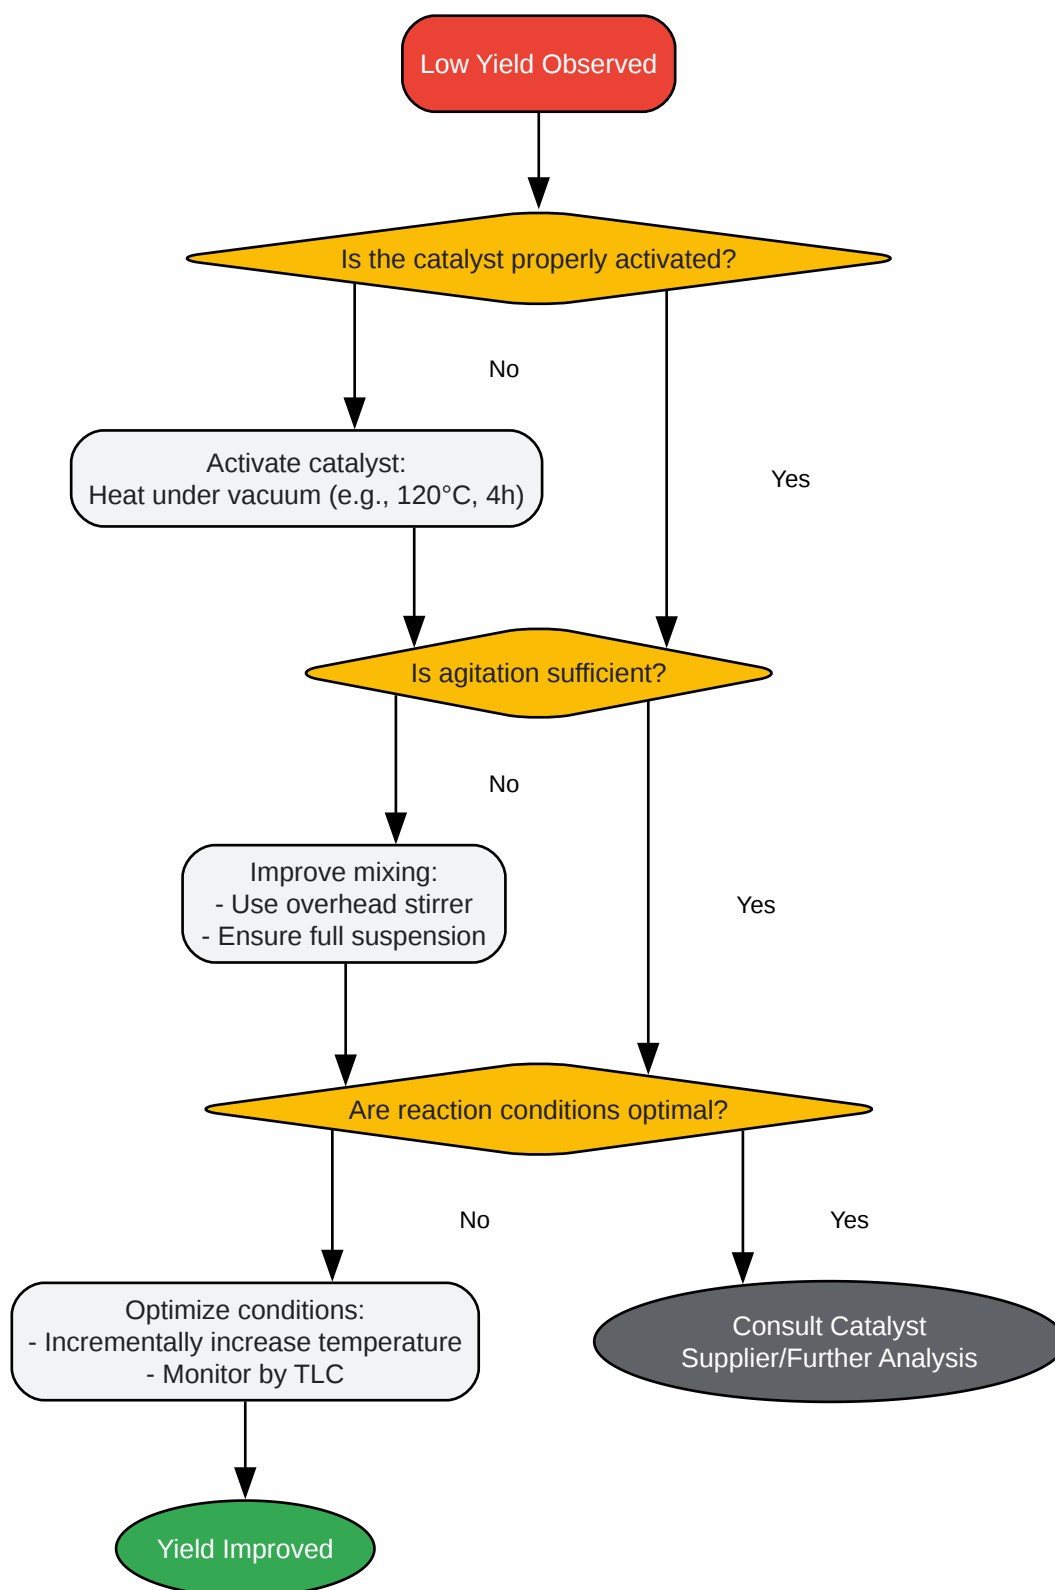 Low Yield Observed
Is the catalyst properly activated?
No
Activate catalyst:
Heat under vacuum (e.g., 120°C, 4h)
Yes
Is agitation sufficient?
No
Improve mixing:
- Use overhead stirrer
- Ensure full suspension
Yes
Are reaction conditions optimal?
No
Yes
Optimize conditions:
- Incrementally increase temperature
- Monitor by TLC
Consult Catalyst
Supplier/Further Analysis
Yield Improved